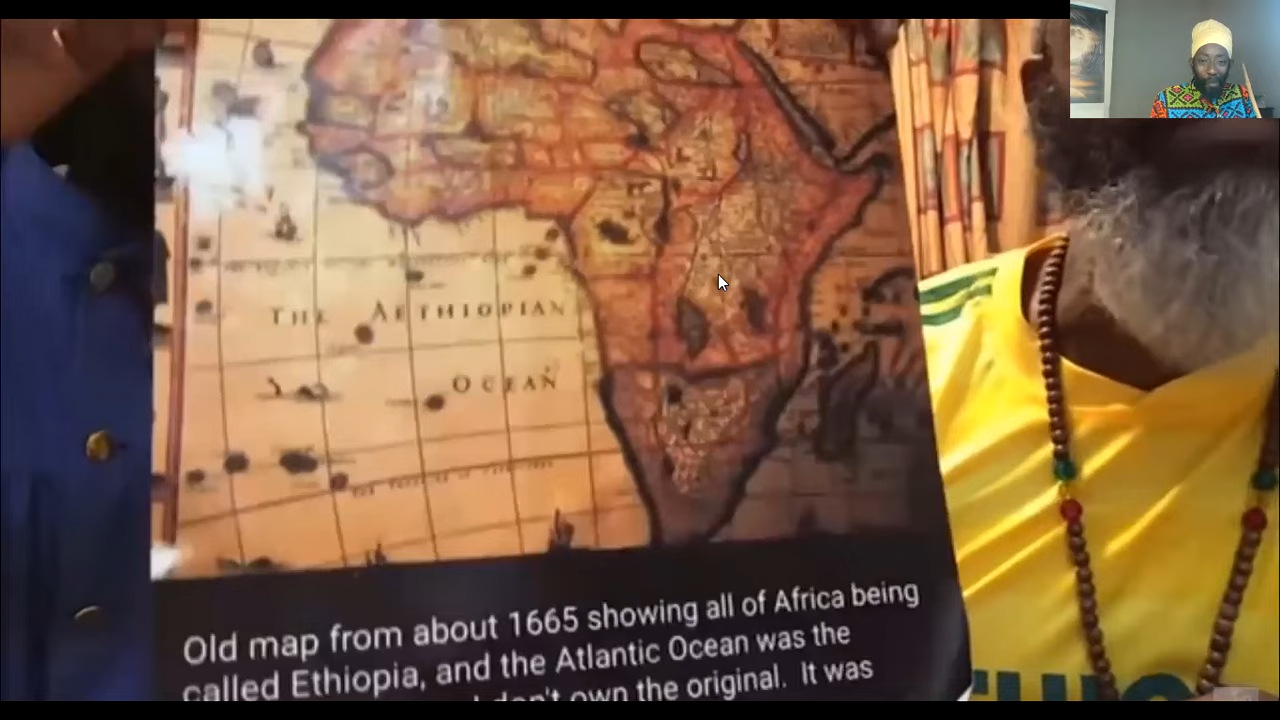 THE AETHIOPIAN
OCEAN
Old map from about 1665 showing all of Africa being
called Ethiopia, and the Atlantic Ocean was the
don't own the original. It was